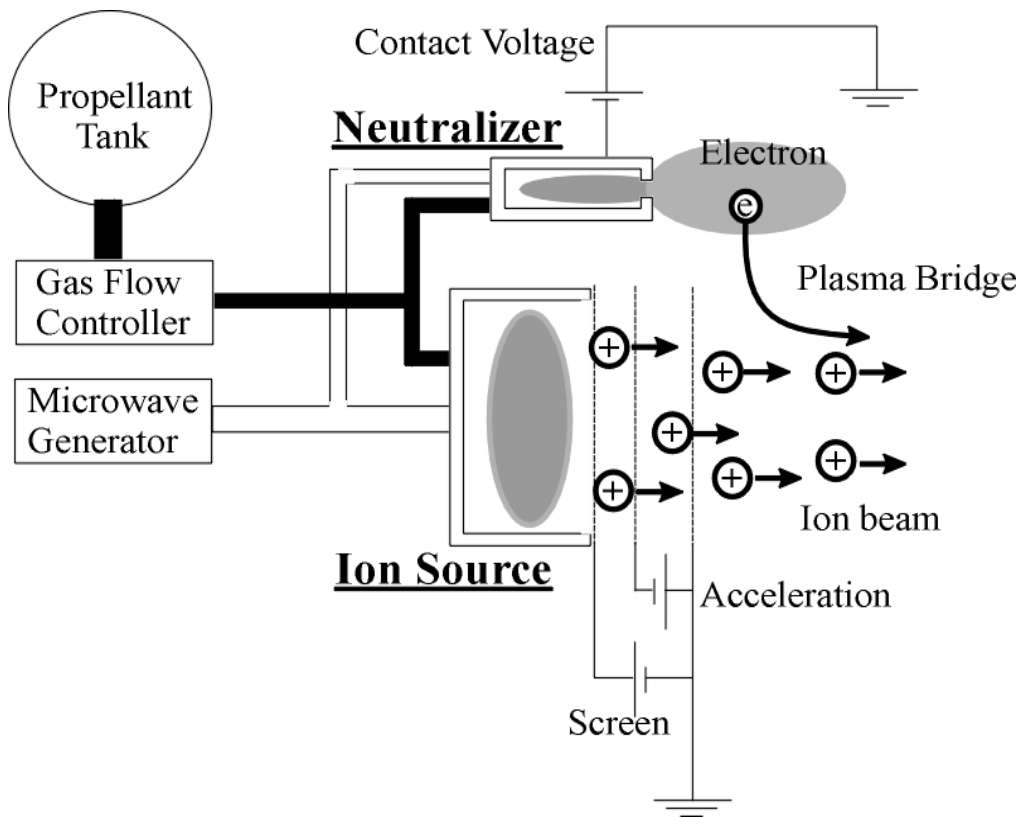 Contact Voltage
Propellant
Tank
Neutralizer
Electron
e
Plasma Bridge
Gas Flow
Controller
+
+
+
Microwave
Generator
+
+
+
+
Ion beam
Ion Source
Acceleration
Screen